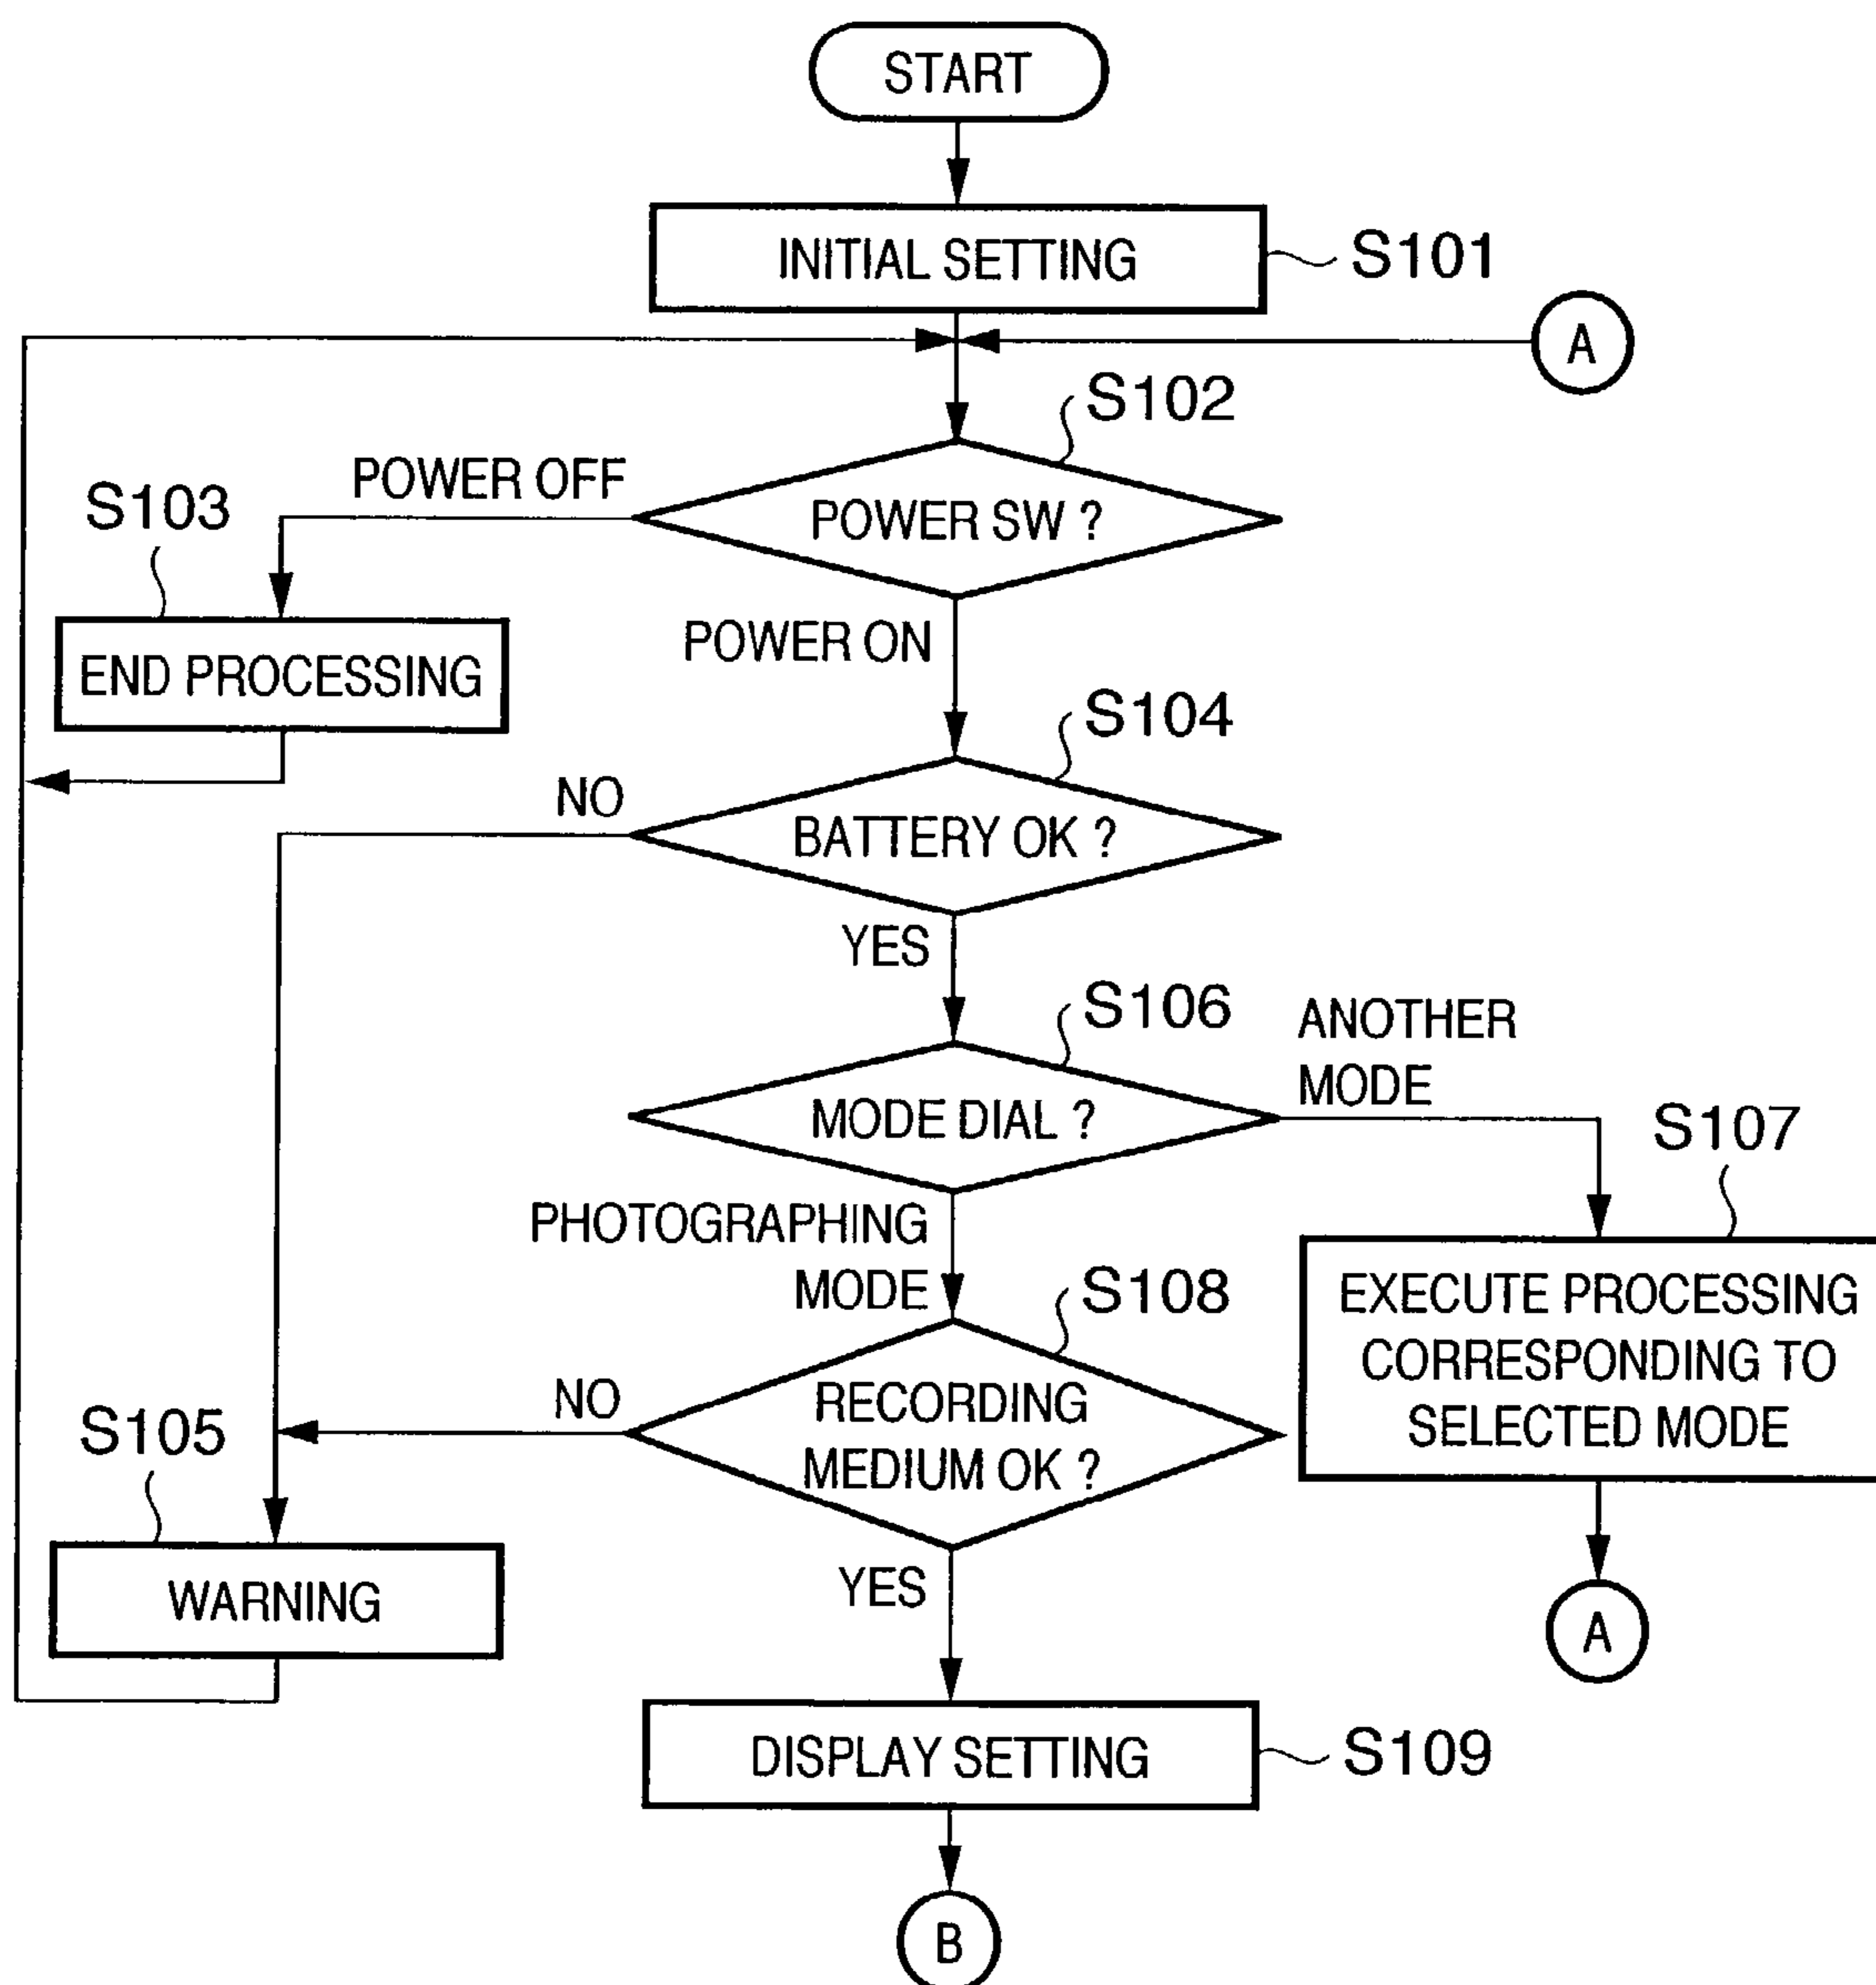 START
INITIAL SETTING
S101
A
S102
POWER OFF
S103
POWER SW ?
POWER ON
END PROCESSING
S104
NO
BATTERY OK ?
YES
S106
ANOTHER
MODE
MODE DIAL ?
S107
PHOTOGRAPHING
MODE
S108
EXECUTE PROCESSING
CORRESPONDING TO
SELECTED MODE
NO
RECORDING
MEDIUM OK ?
S105
YES
WARNING
A
DISPLAY SETTING
S109
B